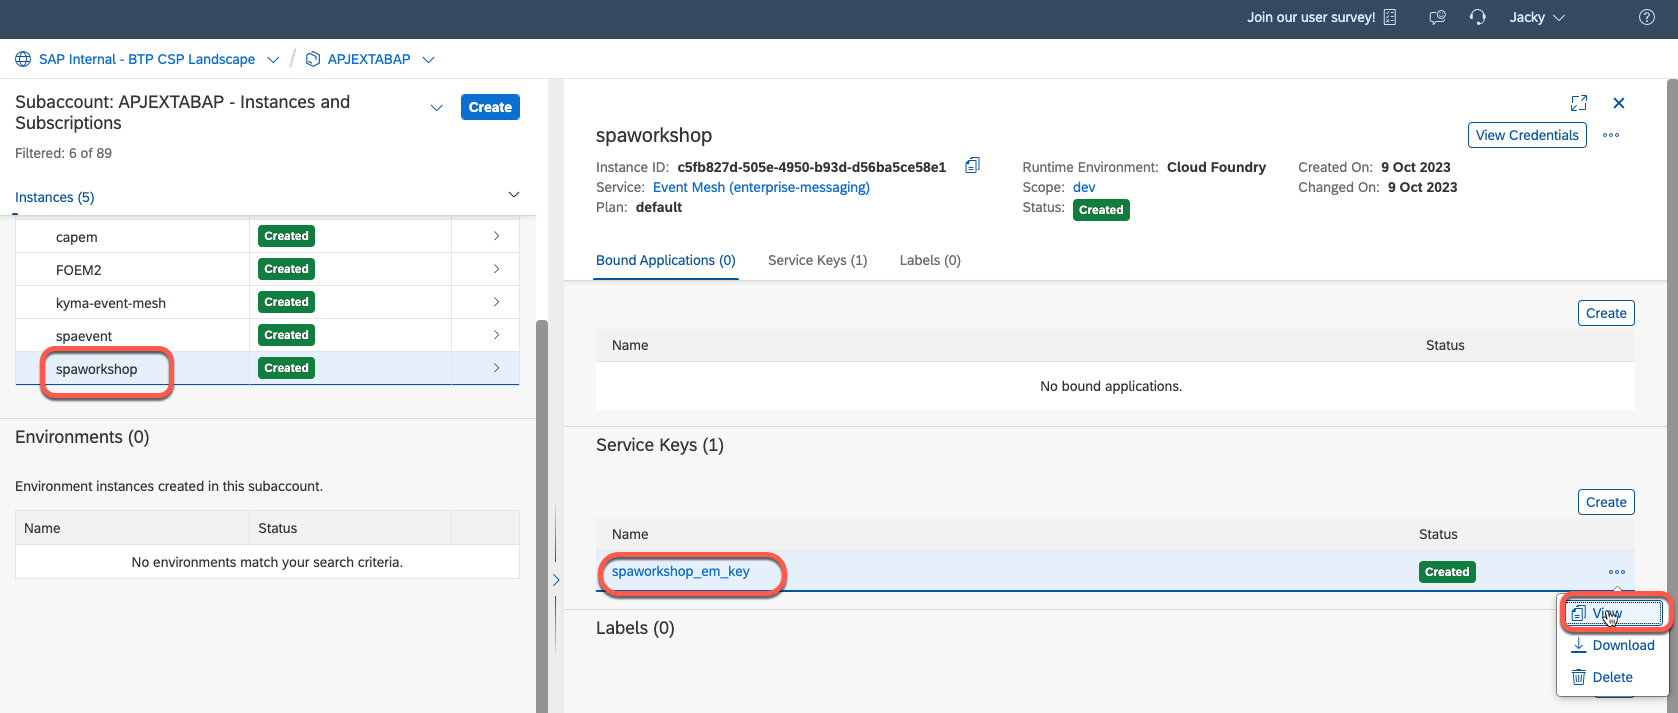 Join our user survey!
Jacky
SAP Internal - BTP CSP Landscape / APJEXTABAP
Subaccount: APJEXTABAP - Instances and
Subscriptions
Create
Filtered: 6 of 89
Instances (5)
capem Created
FOEM2 Created
kyma-event-mesh Created
spaevent Created
spaworkshop Created
Environments (0)
Environment instances created in this subaccount.
Name Status
No environments match your search criteria.
spaworkshop
View Credentials
Instance ID: c5fb827d-505e-4950-b93d-d56ba5ce58e1
Service: Event Mesh (enterprise-messaging)
Plan: default
Runtime Environment: Cloud Foundry
Scope: dev
Status: Created
Created On: 9 Oct 2023
Changed On: 9 Oct 2023
Bound Applications (0) Service Keys (1) Labels (0)
Create
Name Status
No bound applications.
Service Keys (1)
Create
Name Status
spaworkshop_em_key Created
View
Download
Delete
Labels (0)